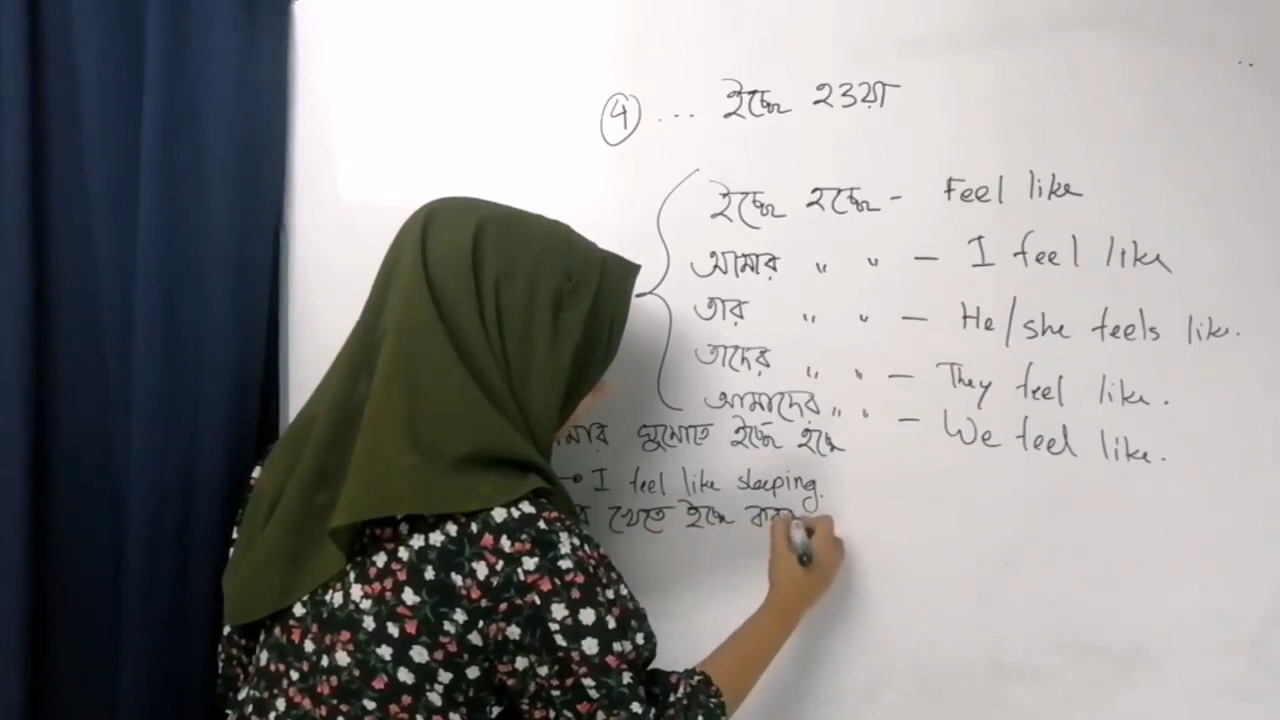 ④ ... ইচ্ছে হওয়া
ইচ্ছে হচ্ছে - Feel like
আমার " " — I feel like
তার " " — He/she feels like.
তাদের " " — They feel like.
আমাদের " " — We feel like.
মার ঘুমোতে ইচ্ছে হচ্ছে
→ I feel like sleeping.
খেতে ইচ্ছে